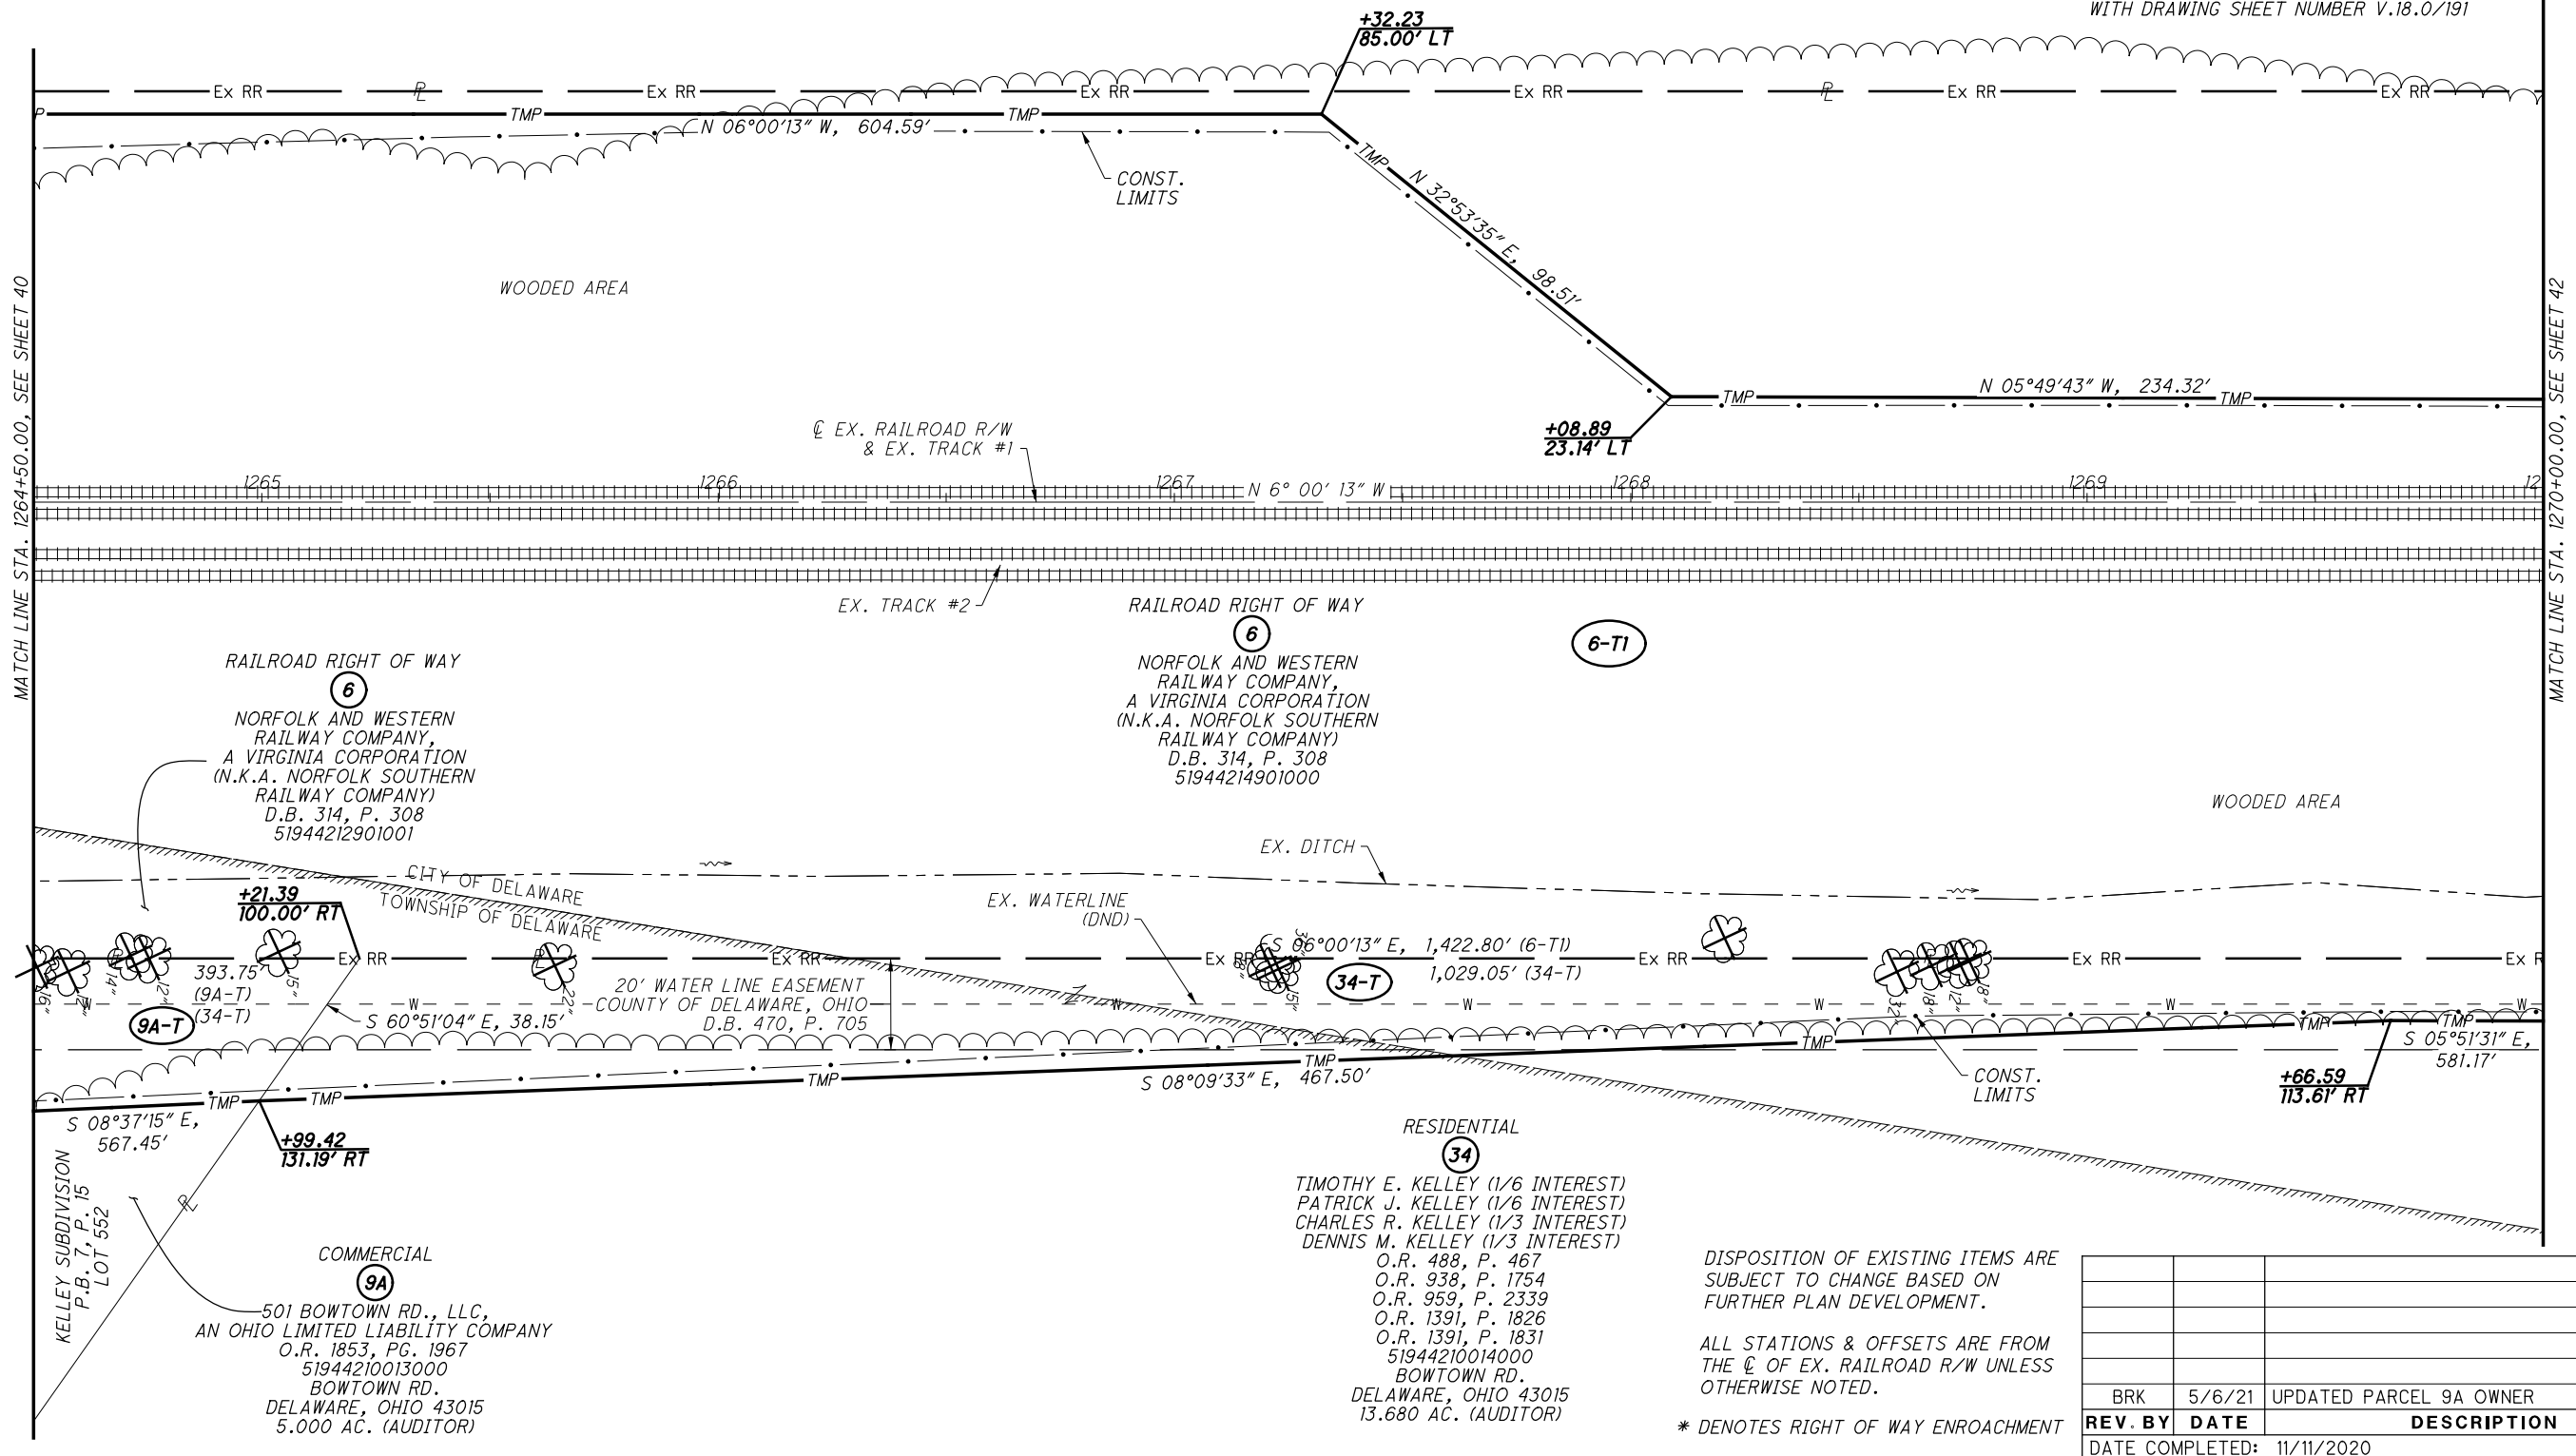 WITH DRAWING SHEET NUMBER V.18.0/191
+32.23
85.00' LT
Ex RR
Ex RR
Ex RR
Ex RR
Ex RR
Ex RR
P
TMP
TMP
N 06°00'13" W, 604.59'
CONST.
LIMITS
TMP
N 32°53'35" E, 98.51'
WOODED AREA
MATCH LINE STA. 1264+50.00, SEE SHEET 40
MATCH LINE STA. 1270+00.00, SEE SHEET 42
TMP
N 05°49'43" W, 234.32'
TMP
+08.89
23.14' LT
℄ EX. RAILROAD R/W
& EX. TRACK #1
1265
1266
1267
N 6° 00' 13" W
1268
1269
12
EX. TRACK #2
RAILROAD RIGHT OF WAY
6
NORFOLK AND WESTERN
RAILWAY COMPANY,
A VIRGINIA CORPORATION
(N.K.A. NORFOLK SOUTHERN
RAILWAY COMPANY)
D.B. 314, P. 308
51944214901000
6-T1
RAILROAD RIGHT OF WAY
6
NORFOLK AND WESTERN
RAILWAY COMPANY,
A VIRGINIA CORPORATION
(N.K.A. NORFOLK SOUTHERN
RAILWAY COMPANY)
D.B. 314, P. 308
51944212901001
WOODED AREA
EX. DITCH
CITY OF DELAWARE
TOWNSHIP OF DELAWARE
+21.39
100.00' RT
EX. WATERLINE
(DND)
Ex RR
Ex RR
Ex RR
Ex RR
Ex RR
Ex R
S 06°00'13" E, 1,422.80' (6-T1)
1,029.05' (34-T)
34-T
393.75'
(9A-T)
(34-T)
9A-T
16"
12"
14"
12"
15"
22"
15"
32"
18"
12"
18"
W
W
W
W
W
W
W
20' WATER LINE EASEMENT
COUNTY OF DELAWARE, OHIO
D.B. 470, P. 705
S 60°51'04" E, 38.15'
TMP
TMP
TMP
TMP
TMP
TMP
TMP
S 05°51'31" E,
581.17'
S 08°09'33" E, 467.50'
CONST.
LIMITS
+66.59
113.61' RT
S 08°37'15" E,
567.45'
+99.42
131.19' RT
KELLEY SUBDIVISION
P.B. 7, P. 15
LOT 552
COMMERCIAL
9A
501 BOWTOWN RD., LLC,
AN OHIO LIMITED LIABILITY COMPANY
O.R. 1853, PG. 1967
51944210013000
BOWTOWN RD.
DELAWARE, OHIO 43015
5.000 AC. (AUDITOR)
RESIDENTIAL
34
TIMOTHY E. KELLEY (1/6 INTEREST)
PATRICK J. KELLEY (1/6 INTEREST)
CHARLES R. KELLEY (1/3 INTEREST)
DENNIS M. KELLEY (1/3 INTEREST)
O.R. 488, P. 467
O.R. 938, P. 1754
O.R. 959, P. 2339
O.R. 1391, P. 1826
O.R. 1391, P. 1831
51944210014000
BOWTOWN RD.
DELAWARE, OHIO 43015
13.680 AC. (AUDITOR)
DISPOSITION OF EXISTING ITEMS ARE
SUBJECT TO CHANGE BASED ON
FURTHER PLAN DEVELOPMENT.
ALL STATIONS & OFFSETS ARE FROM
THE ℄ OF EX. RAILROAD R/W UNLESS
OTHERWISE NOTED.
* DENOTES RIGHT OF WAY ENROACHMENT
BRK 5/6/21 UPDATED PARCEL 9A OWNER
REV. BY DATE DESCRIPTION
DATE COMPLETED: 11/11/2020